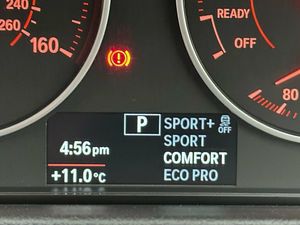 240
260
160
READY
OFF
80
P
SPORT+
OFF
4:56pm
SPORT
COMFORT
+11.0°C
ECO PRO